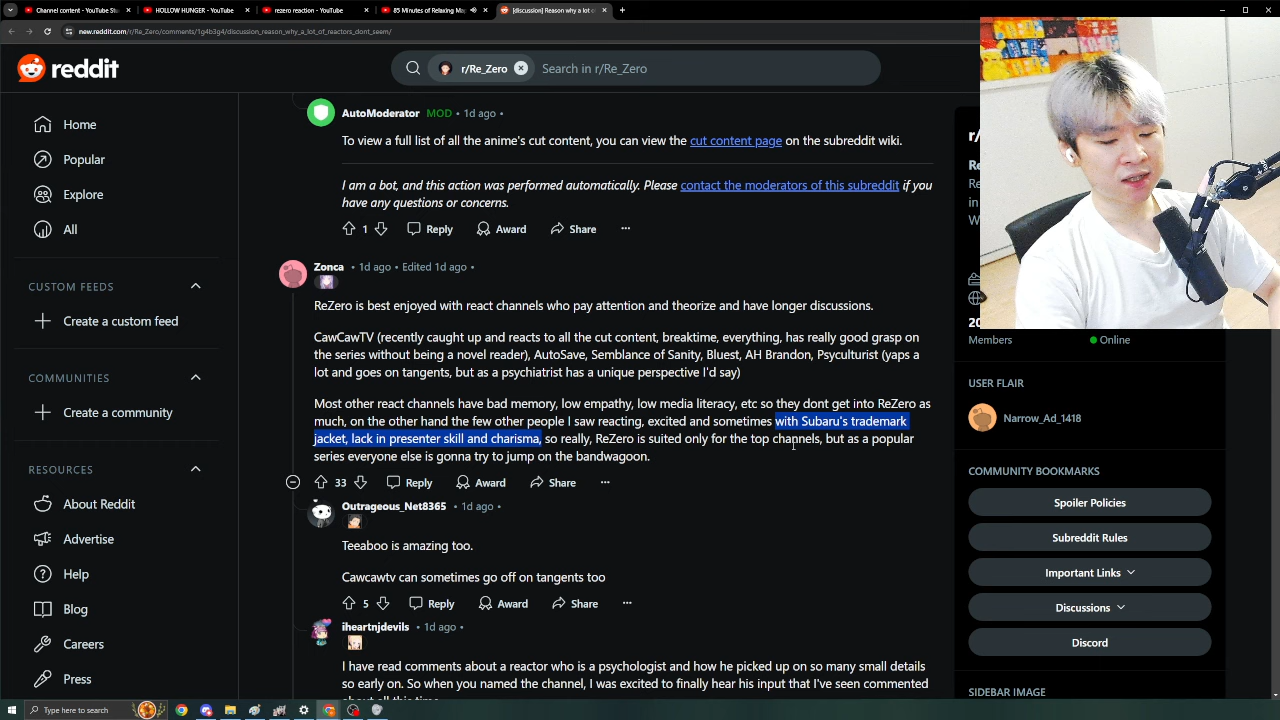 Channel content - YouTube Stu
HOLLOW HUNGER - YouTube
rezero reaction - YouTube
85 Minutes of Relaxing Mo
[discussion] Reason why a lot of
new.reddit.com/r/Re_Zero/comments/1g4b3g4/discussion_reason_why_a_lot_of_reactors_dont_seem/
reddit
r/Re_Zero
Search in r/Re_Zero
Home
Popular
Explore
All
CUSTOM FEEDS
Create a custom feed
COMMUNITIES
Create a community
RESOURCES
About Reddit
Advertise
Help
Blog
Careers
Press
AutoModerator MOD • 1d ago •
To view a full list of all the anime's cut content, you can view the cut content page on the subreddit wiki.
I am a bot, and this action was performed automatically. Please contact the moderators of this subreddit if you
have any questions or concerns.
1 Reply Award Share ...
Zonca • 1d ago • Edited 1d ago •
ReZero is best enjoyed with react channels who pay attention and theorize and have longer discussions.
CawCawTV (recently caught up and reacts to all the cut content, breaktime, everything, has really good grasp on
the series without being a novel reader), AutoSave, Semblance of Sanity, Bluest, AH Brandon, Psyculturist (yaps a
lot and goes on tangents, but as a psychiatrist has a unique perspective I'd say)
Most other react channels have bad memory, low empathy, low media literacy, etc so they dont get into ReZero as
much, on the other hand the few other people I saw reacting, excited and sometimes with Subaru's trademark
jacket, lack in presenter skill and charisma, so really, ReZero is suited only for the top channels, but as a popular
series everyone else is gonna try to jump on the bandwagon.
33 Reply Award Share ...
Outrageous_Net8365 • 1d ago •
Teeaboo is amazing too.
Cawcawtv can sometimes go off on tangents too
5 Reply Award Share ...
iheartnjdevils • 1d ago •
I have read comments about a reactor who is a psychologist and how he picked up on so many small details
so early on. So when you named the channel, I was excited to finally hear his input that I've seen commented
about all this time
r/
Re
Re
in
W
20
Members
Online
USER FLAIR
Narrow_Ad_1418
COMMUNITY BOOKMARKS
Spoiler Policies
Subreddit Rules
Important Links
Discussions
Discord
SIDEBAR IMAGE
Type here to search